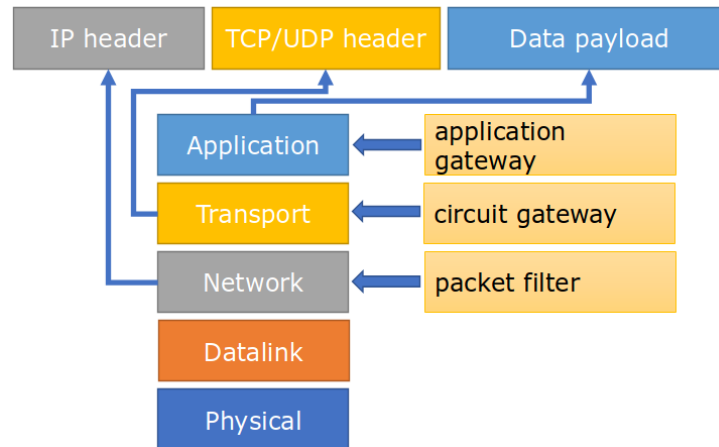 IP header
TCP/UDP header
Data payload
Application
application
gateway
Transport
circuit gateway
Network
packet filter
Datalink
Physical